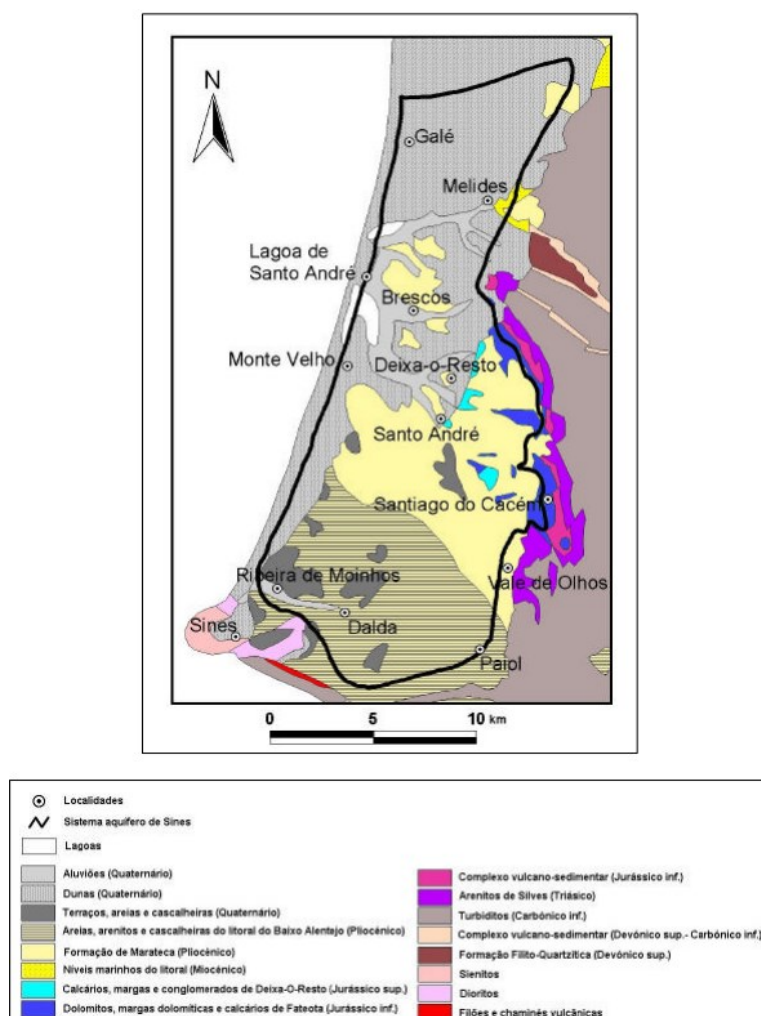 N
Galé
Melides
Lagoa de
Santo André
Brescos
Monte Velho
Deixa-o-Resto
Santo André
Santiago do Cacém
Ribeira de Moinhos
Vale de Olhos
Sines
Dalda
Paiol
0 5 10 km
Localidades
Sistema aquífero de Sines
Lagoas
Aluviões (Quaternário)
Dunas (Quaternário)
Terraços, areias e cascalheiras (Quaternário)
Areias, arenitos e cascalheiras do litoral do Baixo Alentejo (Pliocénico)
Formação de Marateca (Pliocénico)
Níveis marinhos do litoral (Miocénico)
Calcários, margas e conglomerados de Deixa-O-Resto (Jurássico sup.)
Dolomitos, margas dolomíticas e calcários de Fateota (Jurássico inf.)
Complexo vulcano-sedimentar (Jurássico inf.)
Arenitos de Silves (Triásico)
Turbiditos (Carbónico inf.)
Complexo vulcano-sedimentar (Devónico sup.- Carbónico inf.)
Formação Filito-Quartzítica (Devónico sup.)
Sienitos
Dioritos
Filões e chaminés vulcânicas